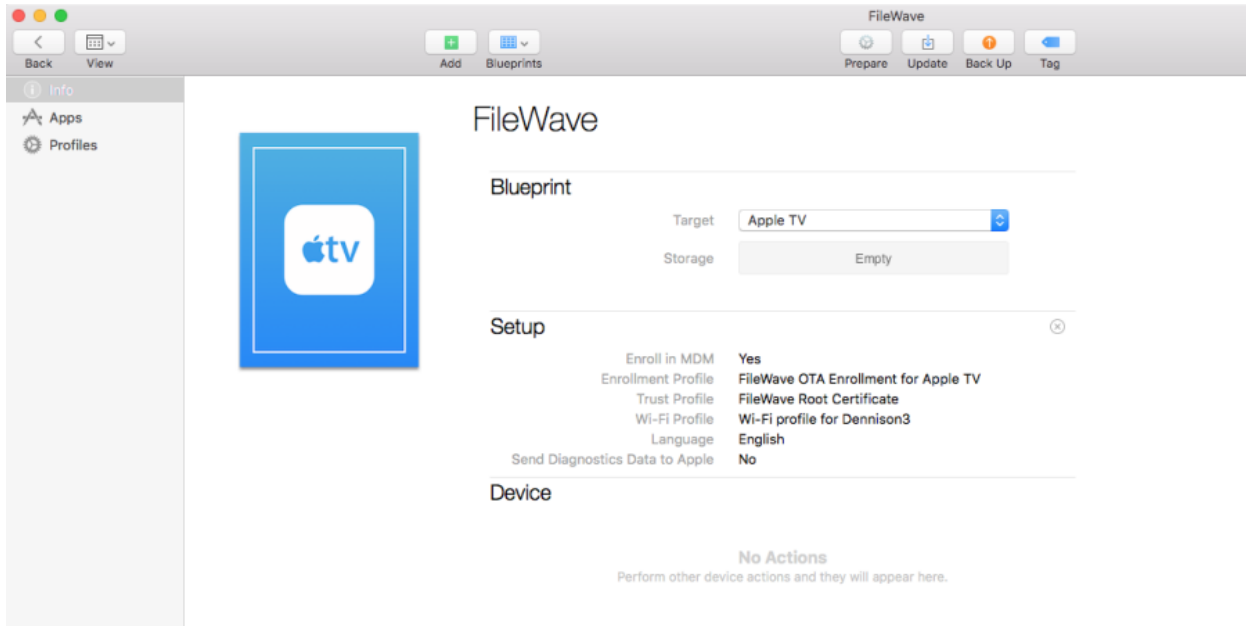 FileWave
Back View Add Blueprints Prepare Update Back Up Tag
Info
Apps
Profiles
tv
FileWave
Blueprint
Target Apple TV
Storage Empty
Setup
Enroll in MDM Yes
Enrollment Profile FileWave OTA Enrollment for Apple TV
Trust Profile FileWave Root Certificate
Wi-Fi Profile Wi-Fi profile for Dennison3
Language English
Send Diagnostics Data to Apple No
Device
No Actions
Perform other device actions and they will appear here.